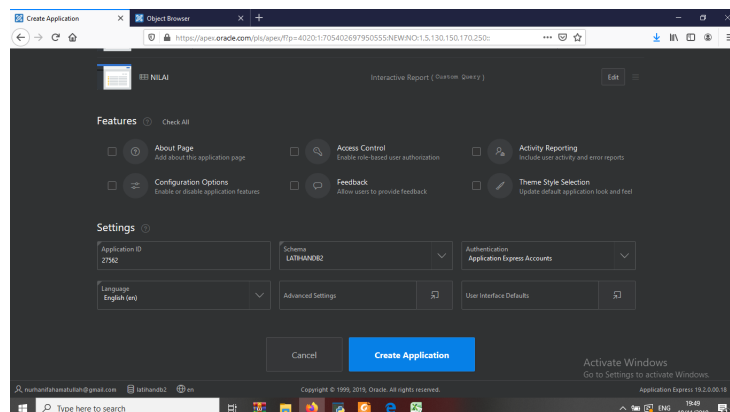 Create Application
Object Browser
https://apex.oracle.com/pls/apex/f?p=4020:1:705402697950555:NEW:NO:1,5,130,150,170,250::
NILAI
Interactive Report ( Custom Query )
Edit
Features
Check All
About Page
Add about this application page
Access Control
Enable role-based user authorization
Activity Reporting
Include user activity and error reports
Configuration Options
Enable or disable application features
Feedback
Allow users to provide feedback
Theme Style Selection
Update default application look and feel
Settings
Application ID
27562
Schema
LATIHANDB2
Authentication
Application Express Accounts
Language
English (en)
Advanced Settings
User Interface Defaults
Cancel
Create Application
Activate Windows
Go to Settings to activate Windows.
nurhanifahamatullah@gmail.com
latihandb2
en
Copyright © 1999, 2019, Oracle. All rights reserved.
Application Express 19.2.0.00.18
Type here to search
ENG
19:49